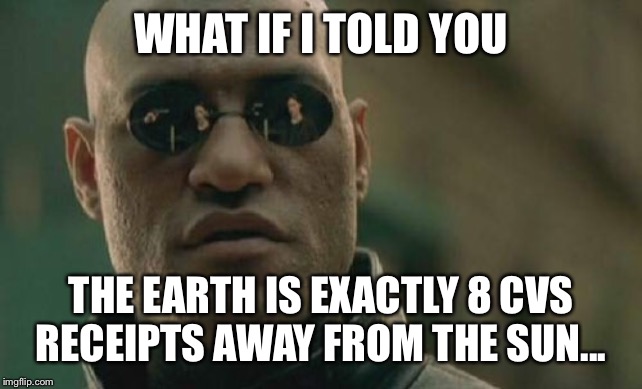 WHAT IF I TOLD YOU
THE EARTH IS EXACTLY 8 CVS
RECEIPTS AWAY FROM THE SUN...
imgflip.com